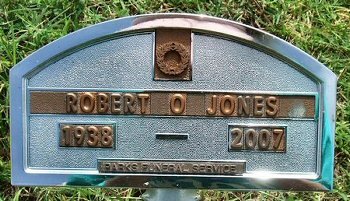 ROBERT O JONES
1938 — 2007
PARKS FUNERAL SERVICE